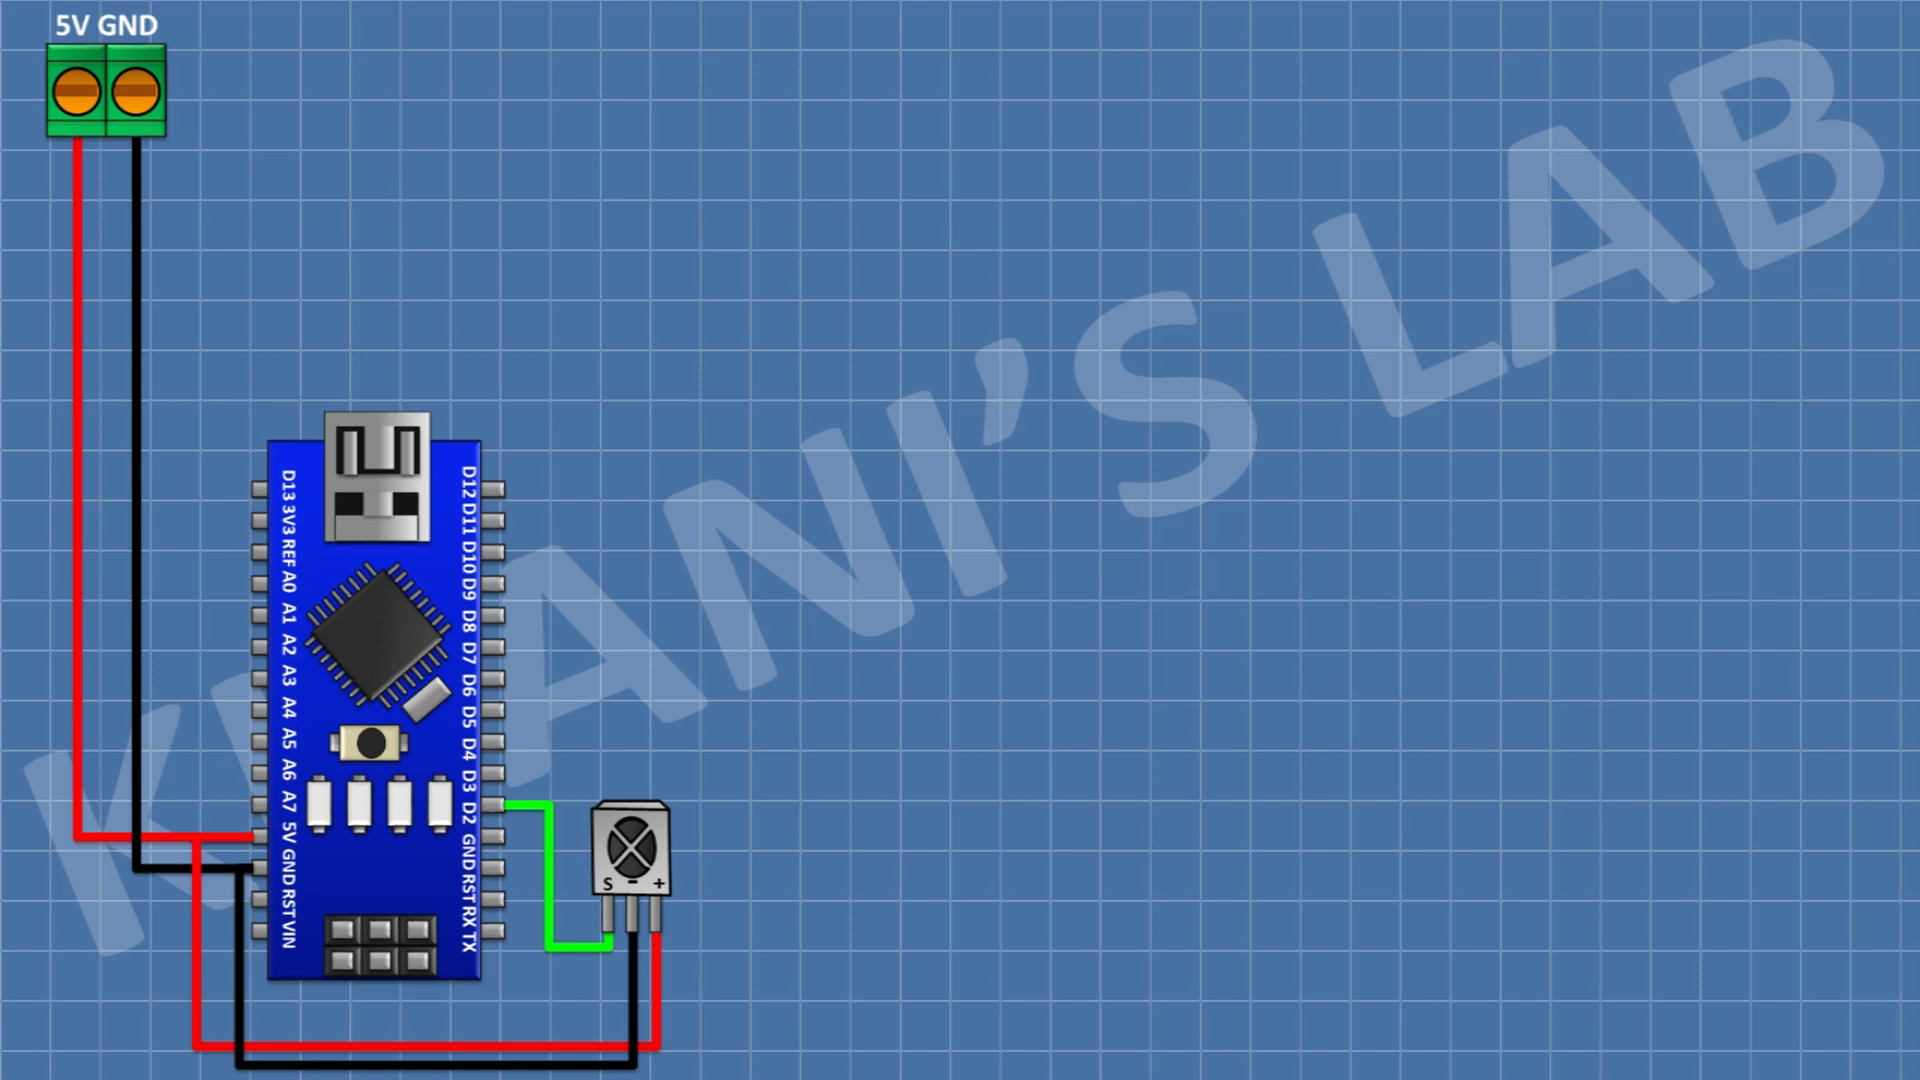 5V GND
KHANI'S LAB
D13
3V3
REF
A0
A1
A2
A3
A4
A5
A6
A7
5V
GND
RST
VIN
D12
D11
D10
D9
D8
D7
D6
D5
D4
D3
D2
GND
RST
RX
TX
S - +